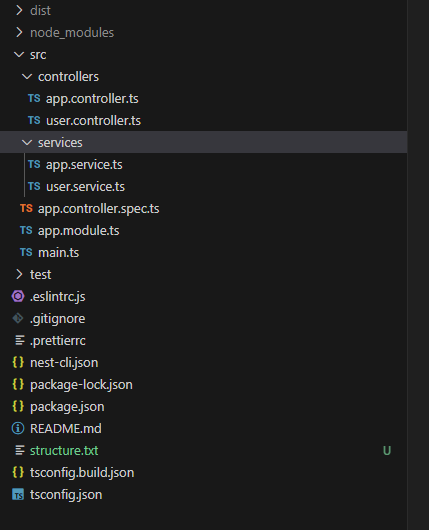 dist
node_modules
src
controllers
TS app.controller.ts
TS user.controller.ts
services
TS app.service.ts
TS user.service.ts
TS app.controller.spec.ts
TS app.module.ts
TS main.ts
test
.eslintrc.js
.gitignore
.prettierrc
{} nest-cli.json
{} package-lock.json
{} package.json
README.md
structure.txt U
{} tsconfig.build.json
TS tsconfig.json